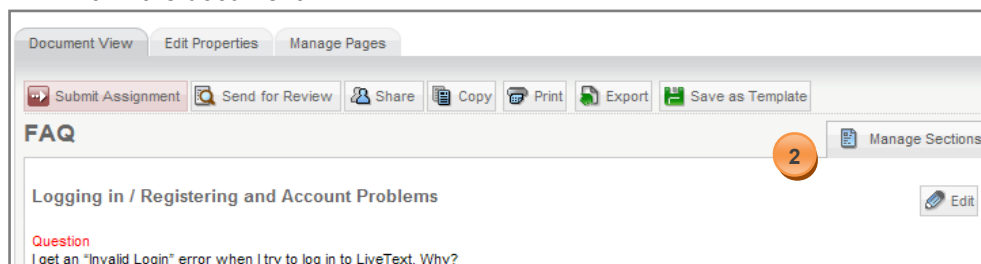 Document View Edit Properties Manage Pages
Submit Assignment Send for Review Share Copy Print Export Save as Template
FAQ
2 Manage Sections
Logging in / Registering and Account Problems
Edit
Question
I get an “Invalid Login” error when I try to log in to LiveText. Why?